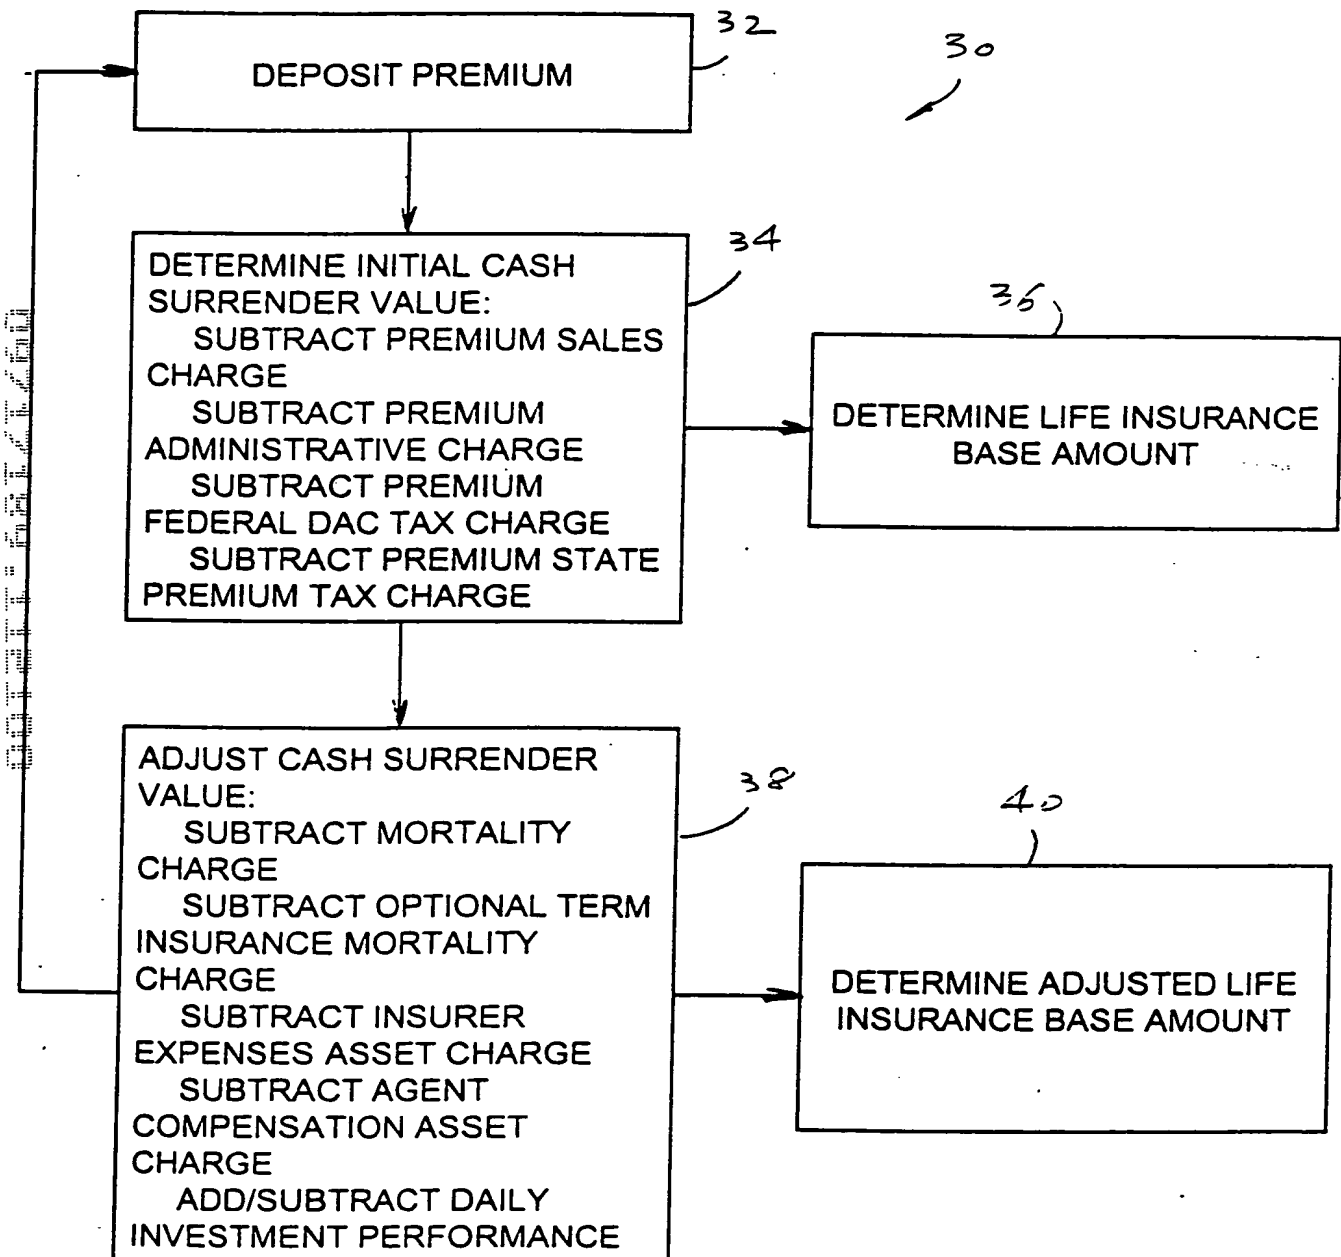 32
DEPOSIT PREMIUM
30
34
DETERMINE INITIAL CASH
SURRENDER VALUE:
SUBTRACT PREMIUM SALES
CHARGE
SUBTRACT PREMIUM
ADMINISTRATIVE CHARGE
SUBTRACT PREMIUM
FEDERAL DAC TAX CHARGE
SUBTRACT PREMIUM STATE
PREMIUM TAX CHARGE
36
DETERMINE LIFE INSURANCE
BASE AMOUNT
38
ADJUST CASH SURRENDER
VALUE:
SUBTRACT MORTALITY
CHARGE
SUBTRACT OPTIONAL TERM
INSURANCE MORTALITY
CHARGE
SUBTRACT INSURER
EXPENSES ASSET CHARGE
SUBTRACT AGENT
COMPENSATION ASSET
CHARGE
ADD/SUBTRACT DAILY
INVESTMENT PERFORMANCE
40
DETERMINE ADJUSTED LIFE
INSURANCE BASE AMOUNT